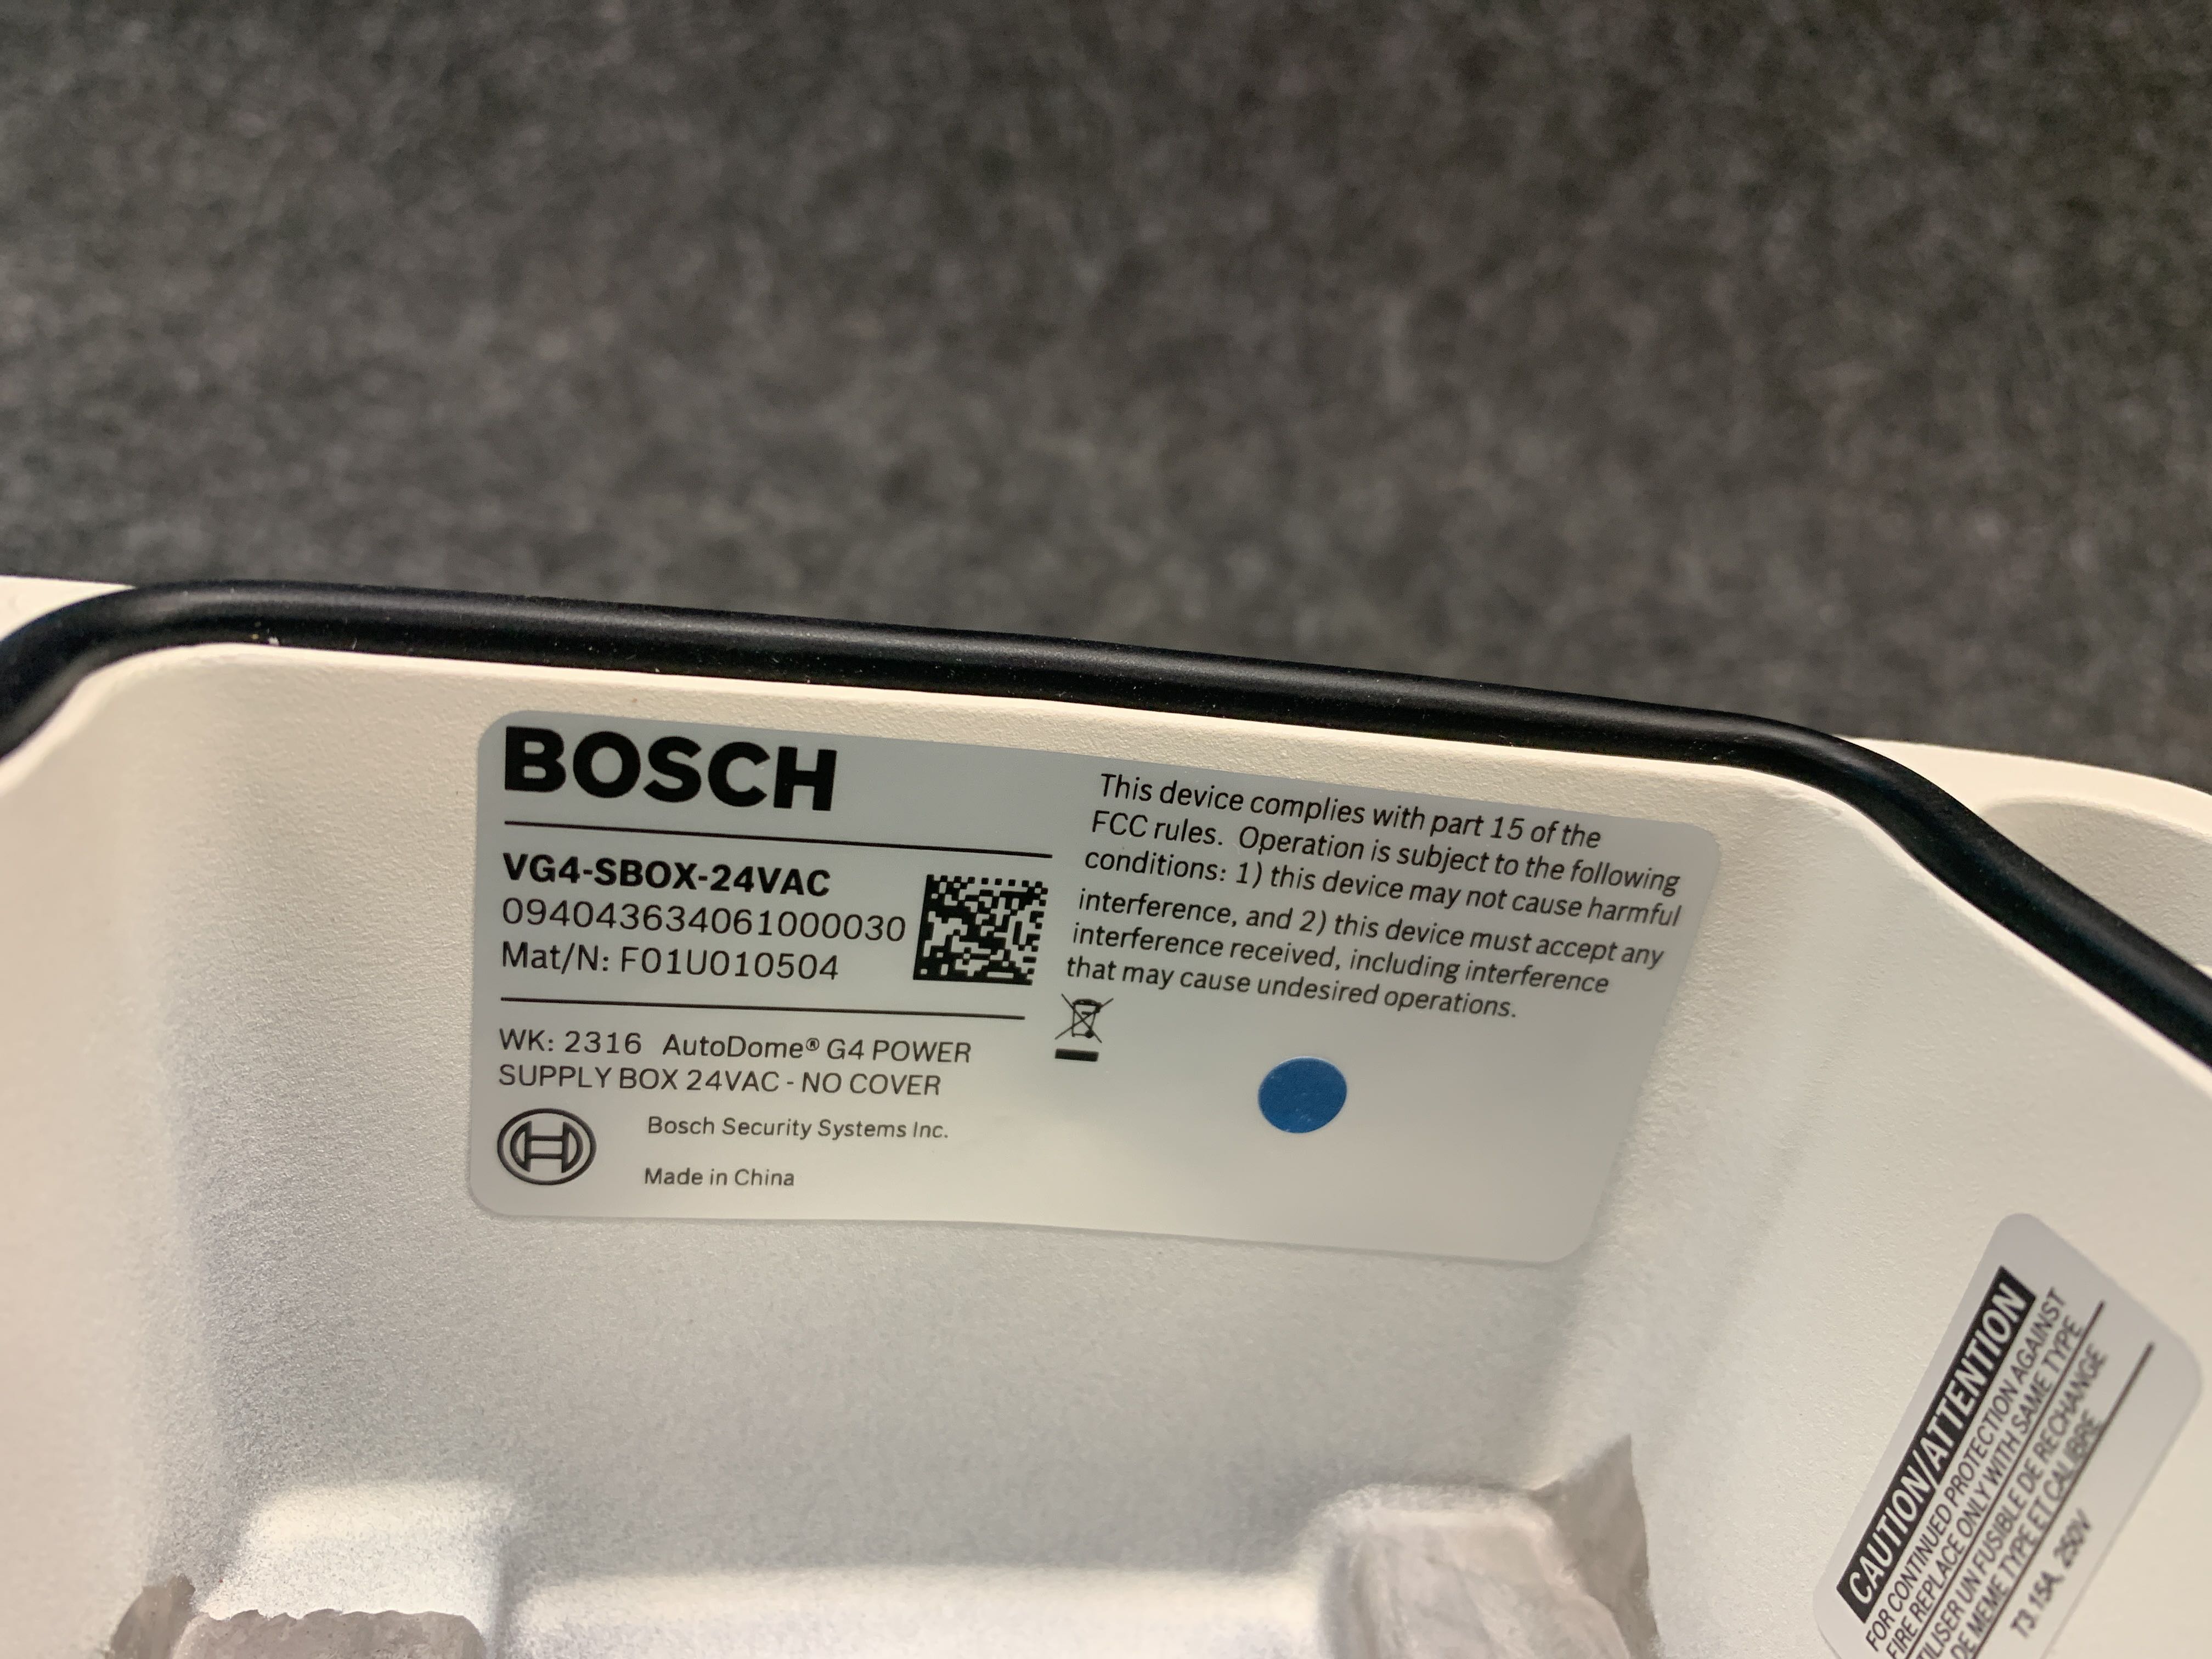 BOSCH
VG4-SBOX-24VAC
094043634061000030
Mat/N: F01U010504
WK: 2316 AutoDome® G4 POWER
SUPPLY BOX 24VAC - NO COVER
Bosch Security Systems Inc.
Made in China
This device complies with part 15 of the
FCC rules. Operation is subject to the following
conditions: 1) this device may not cause harmful
interference, and 2) this device must accept any
interference received, including interference
that may cause undesired operations.
CAUTION/ATTENTION
FOR CONTINUED PROTECTION AGAINST
FIRE REPLACE ONLY WITH SAME TYPE
TILISER UN FUSIBLE DE RECHANGE
DE MEME TYPE ET CALIBRE
T3.15A, 250V